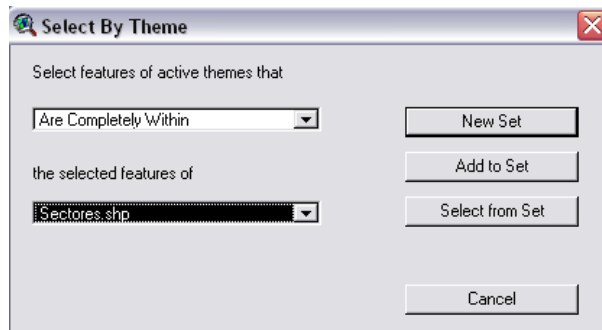 Select By Theme
Select features of active themes that
Are Completely Within
New Set
the selected features of
Add to Set
Sectores.shp
Select from Set
Cancel